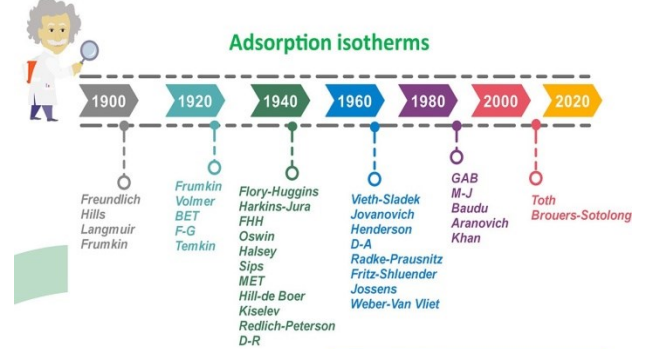 Adsorption isotherms
1900 1920 1940 1960 1980 2000 2020
Freundlich
Hills
Langmuir
Frumkin
Frumkin
Volmer
BET
F-G
Temkin
Flory-Huggins
Harkins-Jura
FHH
Oswin
Halsey
Sips
MET
Hill-de Boer
Kiselev
Redlich-Peterson
D-R
Vieth-Sladek
Jovanovich
Henderson
D-A
Radke-Prausnitz
Fritz-Shluender
Jossens
Weber-Van Vliet
GAB
M-J
Baudu
Aranovich
Khan
Toth
Brouers-Sotolong